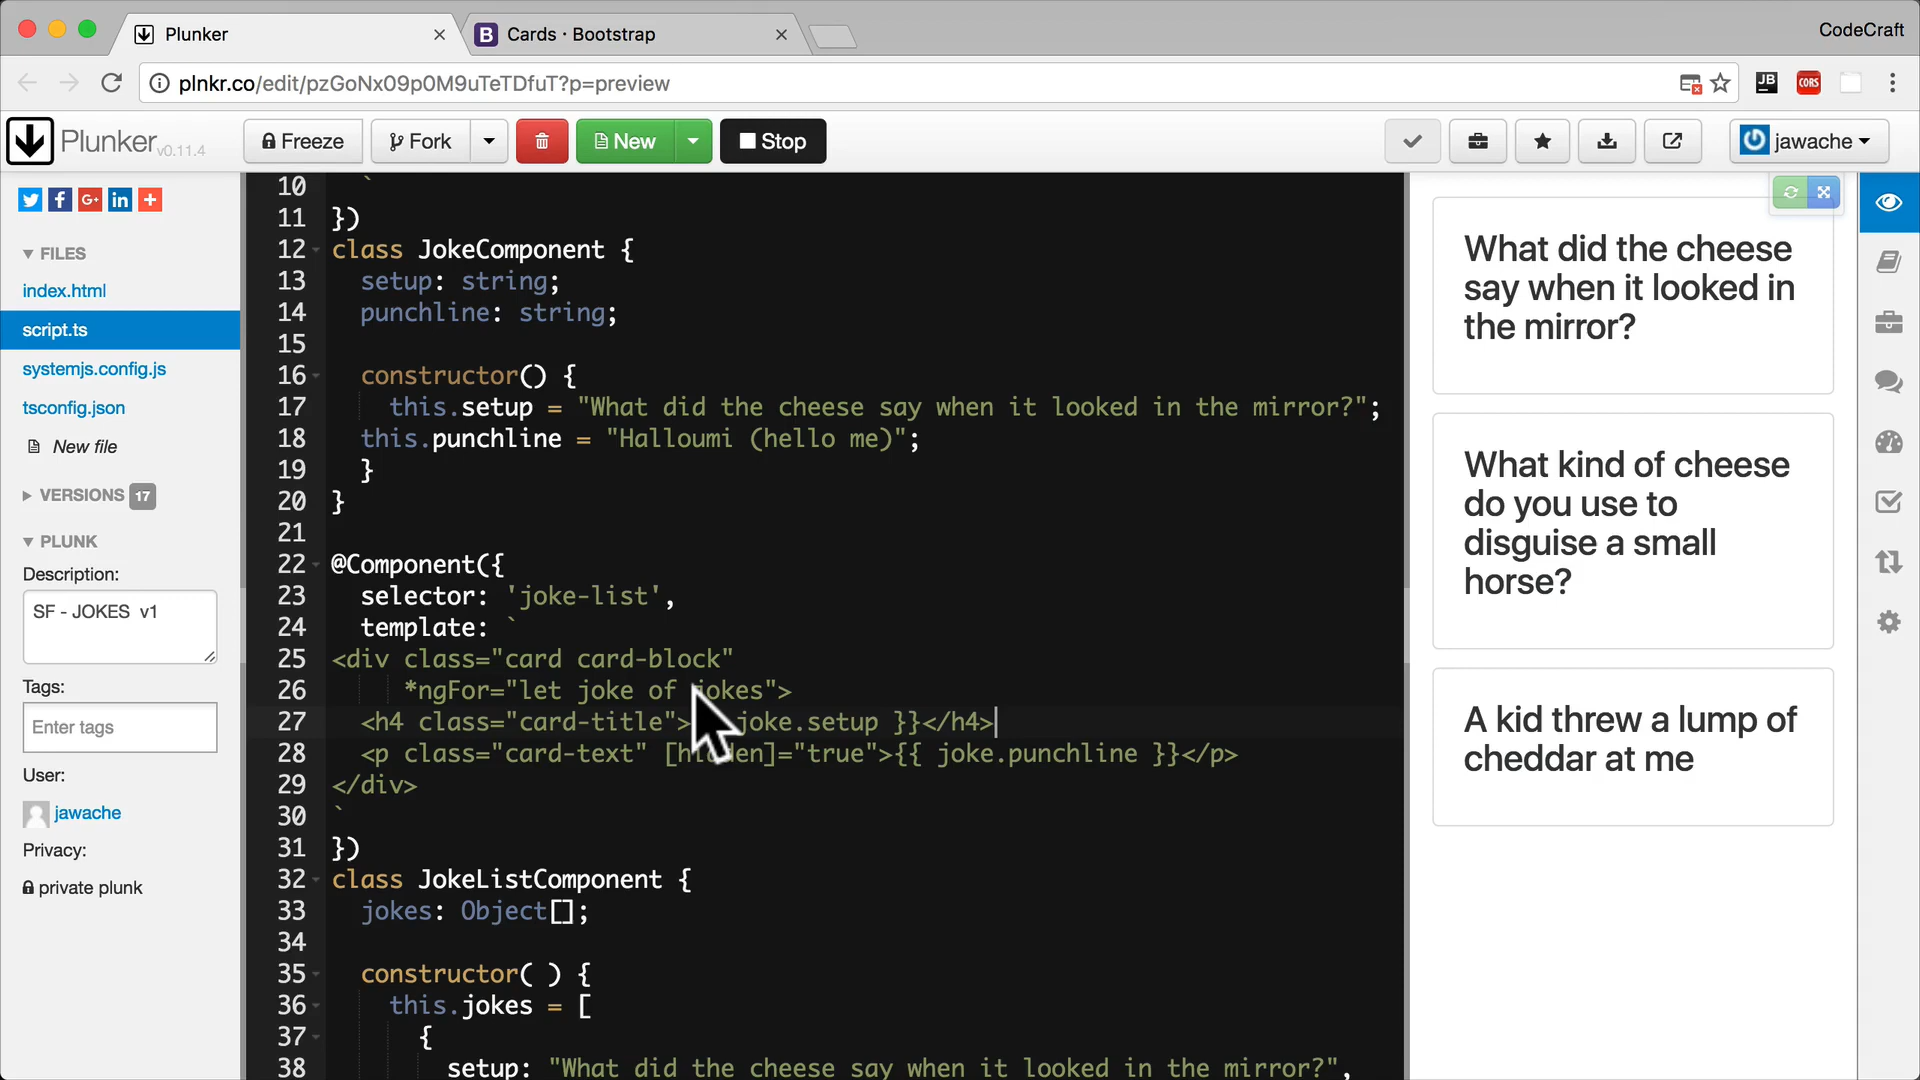 Plunker
Cards · Bootstrap
CodeCraft
plnkr.co/edit/pzGoNx09p0M9uTeTDfuT?p=preview
JB
CORS
Plunker v0.11.4
Freeze
Fork
New
Stop
jawache
FILES
index.html
script.ts
systemjs.config.js
tsconfig.json
New file
VERSIONS 17
PLUNK
Description:
SF - JOKES v1
Tags:
Enter tags
User:
jawache
Privacy:
private plunk
10 `
11 })
12 class JokeComponent {
13 setup: string;
14 punchline: string;
15
16 constructor() {
17 this.setup = "What did the cheese say when it looked in the mirror?";
18 this.punchline = "Halloumi (hello me)";
19 }
20 }
21
22 @Component({
23 selector: 'joke-list',
24 template: `
25 <div class="card card-block"
26 *ngFor="let joke of jokes">
27 <h4 class="card-title"> joke.setup }}</h4>
28 <p class="card-text" [hidden]="true">{{ joke.punchline }}</p>
29 </div>
30 `
31 })
32 class JokeListComponent {
33 jokes: Object[];
34
35 constructor( ) {
36 this.jokes = [
37 {
38 setup: "What did the cheese say when it looked in the mirror?",
What did the cheese
say when it looked in
the mirror?
What kind of cheese
do you use to
disguise a small
horse?
A kid threw a lump of
cheddar at me